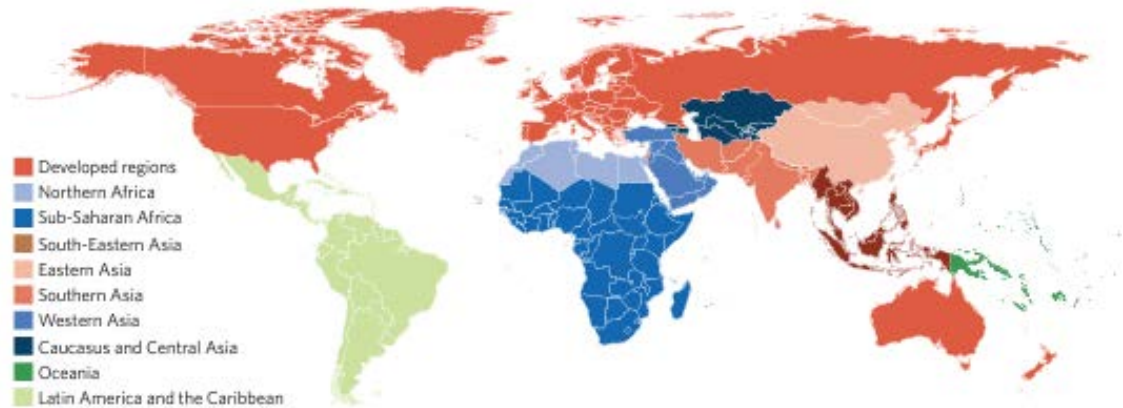 Developed regions
Northern Africa
Sub-Saharan Africa
South-Eastern Asia
Eastern Asia
Southern Asia
Western Asia
Caucasus and Central Asia
Oceania
Latin America and the Caribbean